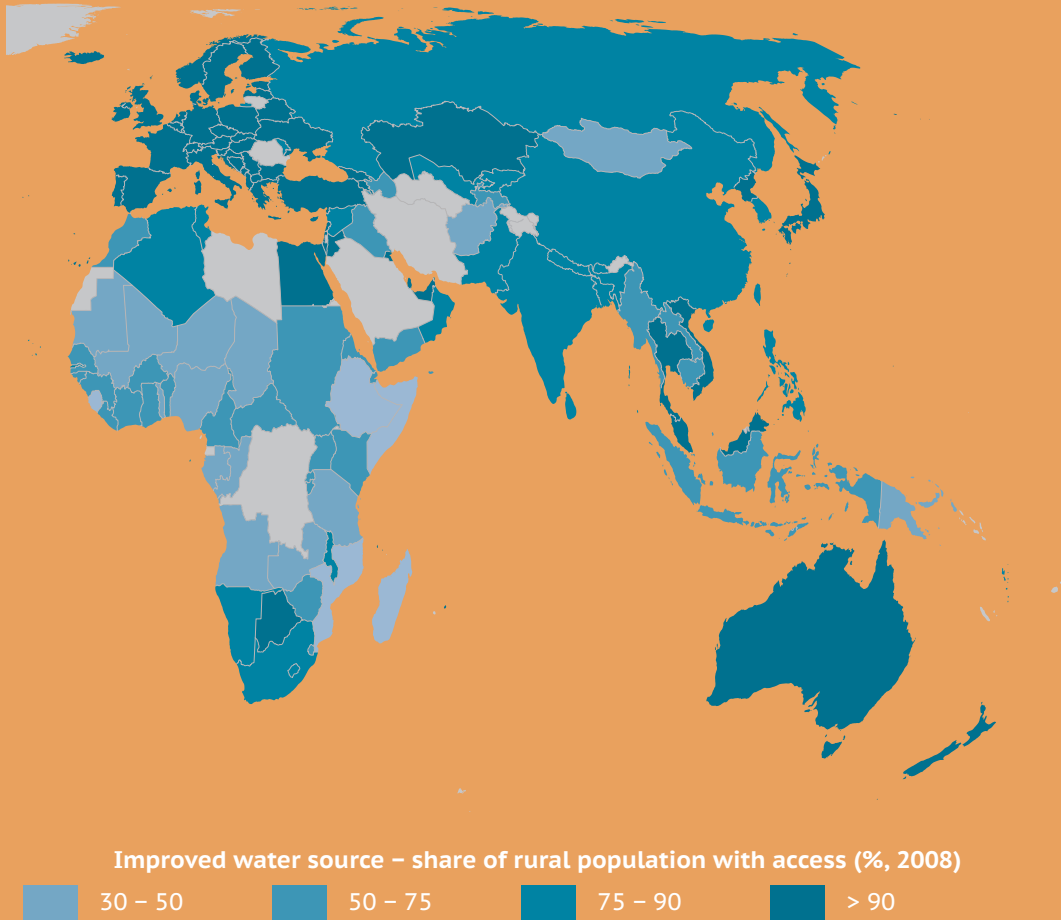 Improved water source – share of rural population with access (%, 2008)
30 – 50 50 – 75 75 – 90 > 90